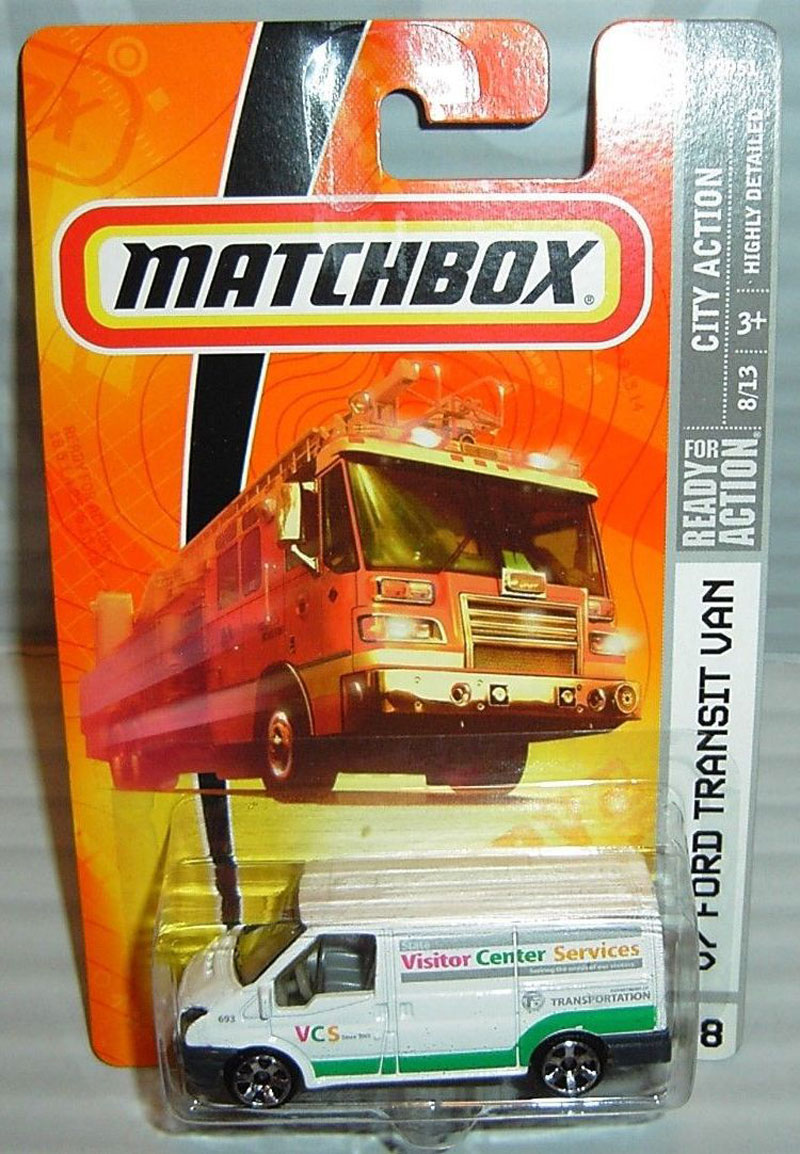 MATCHBOX®
CITY ACTION
HIGHLY DETAILED
3+
8/13
READY FOR
ACTION®
FORD TRANSIT VAN
8
State
Visitor Center Services
TRANSPORTATION
693
VCS